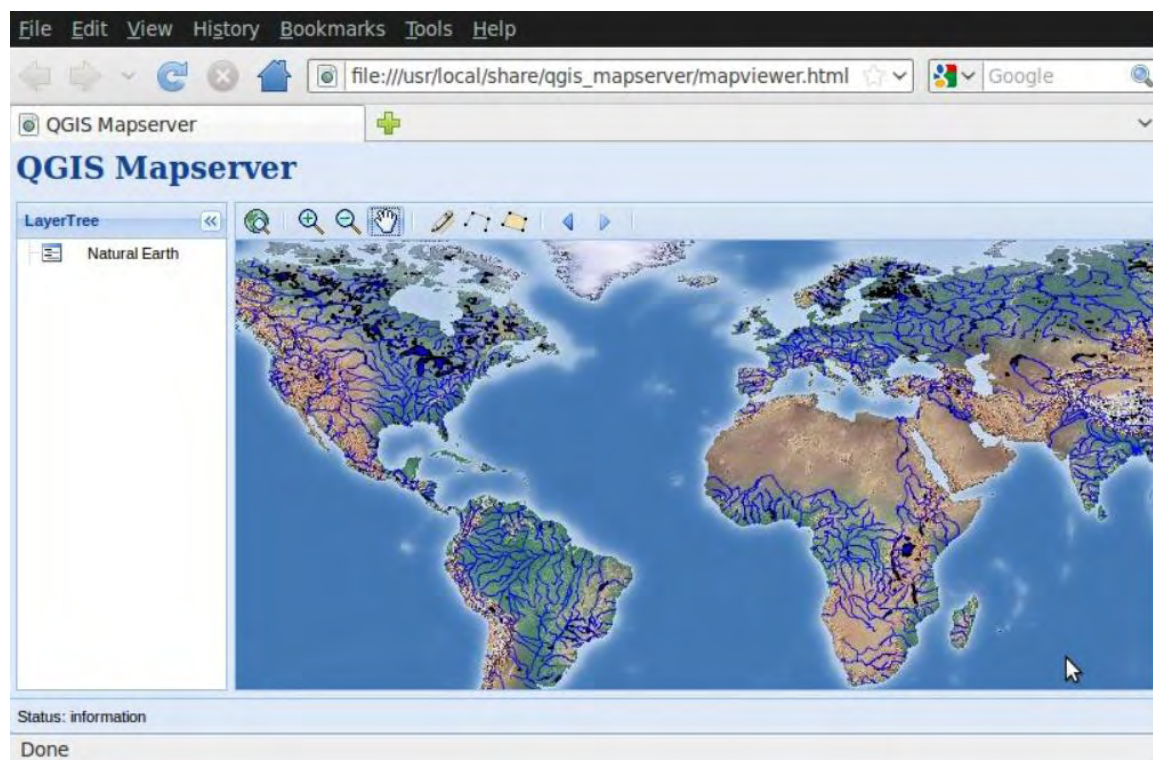 File Edit View History Bookmarks Tools Help
file:///usr/local/share/qgis_mapserver/mapviewer.html Google
QGIS Mapserver
QGIS Mapserver
LayerTree
Natural Earth
Status: information
Done